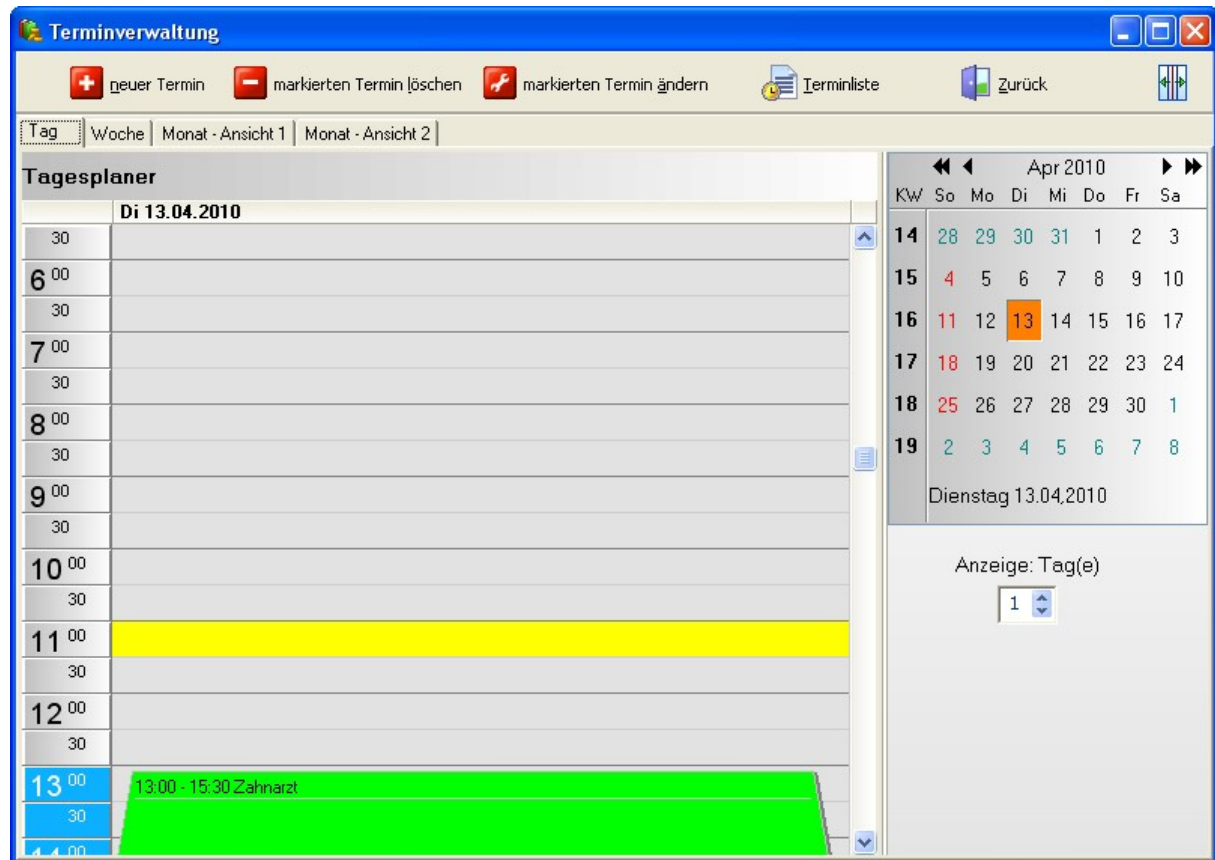 Terminverwaltung
neuer Termin markierten Termin löschen markierten Termin ändern Terminliste Zurück
Tag Woche Monat - Ansicht 1 Monat - Ansicht 2
Tagesplaner
Di 13.04.2010
30
6 00
30
7 00
30
8 00
30
9 00
30
10 00
30
11 00
30
12 00
30
13 00 13:00 - 15:30 Zahnarzt
30
14 00
Apr 2010
KW So Mo Di Mi Do Fr Sa
14 28 29 30 31 1 2 3
15 4 5 6 7 8 9 10
16 11 12 13 14 15 16 17
17 18 19 20 21 22 23 24
18 25 26 27 28 29 30 1
19 2 3 4 5 6 7 8
Dienstag 13.04,2010
Anzeige: Tag(e)
1